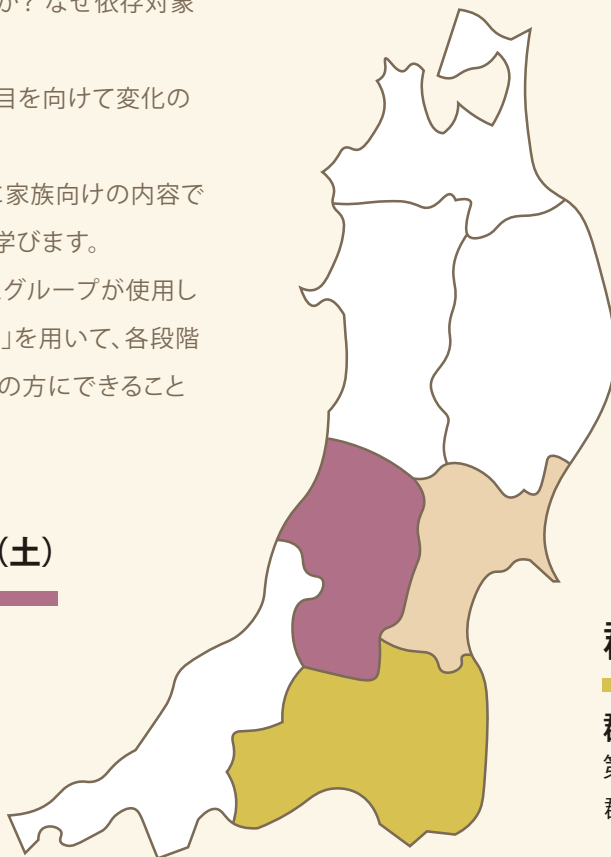 か？なぜ依存対象
目を向けて変化の
家族向けの内容で
学びます。
グループが使用し
」を用いて、各段階
の方にできること
（土）